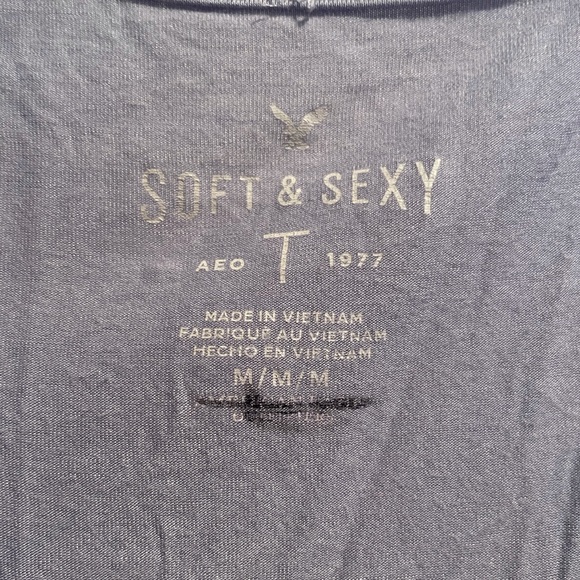 SOFT & SEXY
AEO T 1977
MADE IN VIETNAM
FABRIQUÉ AU VIETNAM
HECHO EN VIETNAM
M/M/M